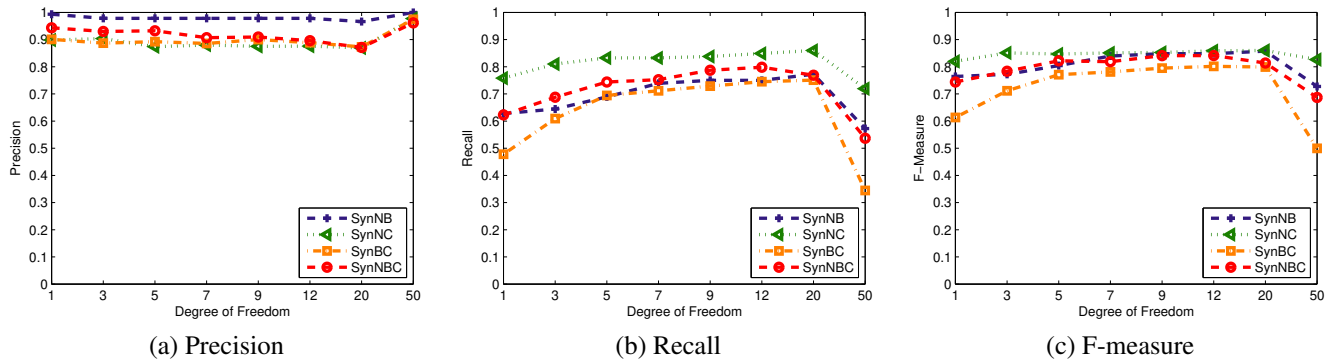 1
0.9
0.8
0.7
0.6
0.5
0.4
0.3
0.2
0.1
0
Precision
1 3 5 7 9 12 20 50
Degree of Freedom
SynNB
SynNC
SynBC
SynNBC
(a) Precision
1
0.9
0.8
0.7
0.6
0.5
0.4
0.3
0.2
0.1
0
Recall
1 3 5 7 9 12 20 50
Degree of Freedom
SynNB
SynNC
SynBC
SynNBC
(b) Recall
1
0.9
0.8
0.7
0.6
0.5
0.4
0.3
0.2
0.1
0
F-Measure
1 3 5 7 9 12 20 50
Degree of Freedom
SynNB
SynNC
SynBC
SynNBC
(c) F-measure